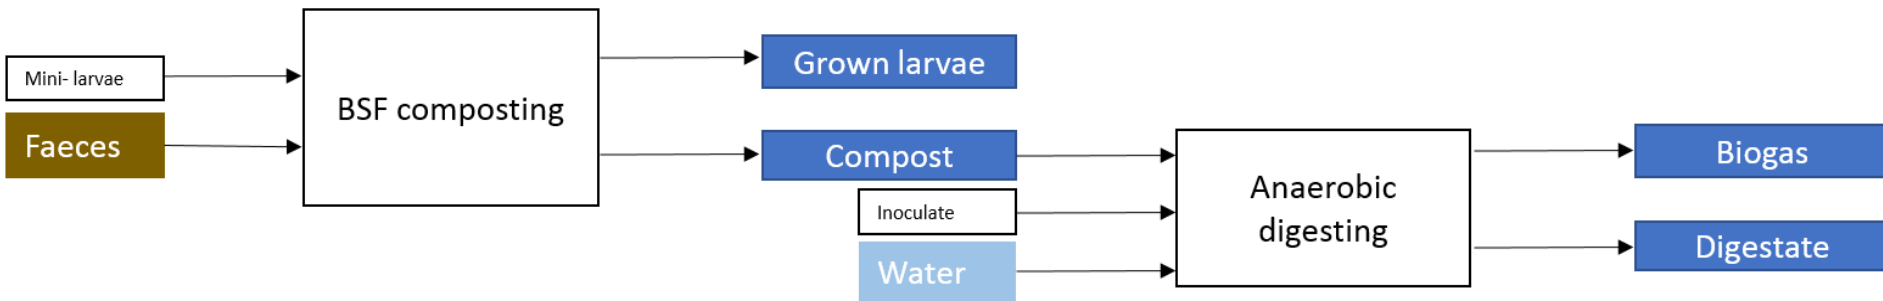 Mini- larvae
Faeces
BSF composting
Grown larvae
Compost
Inoculate
Water
Anaerobic
digesting
Biogas
Digestate